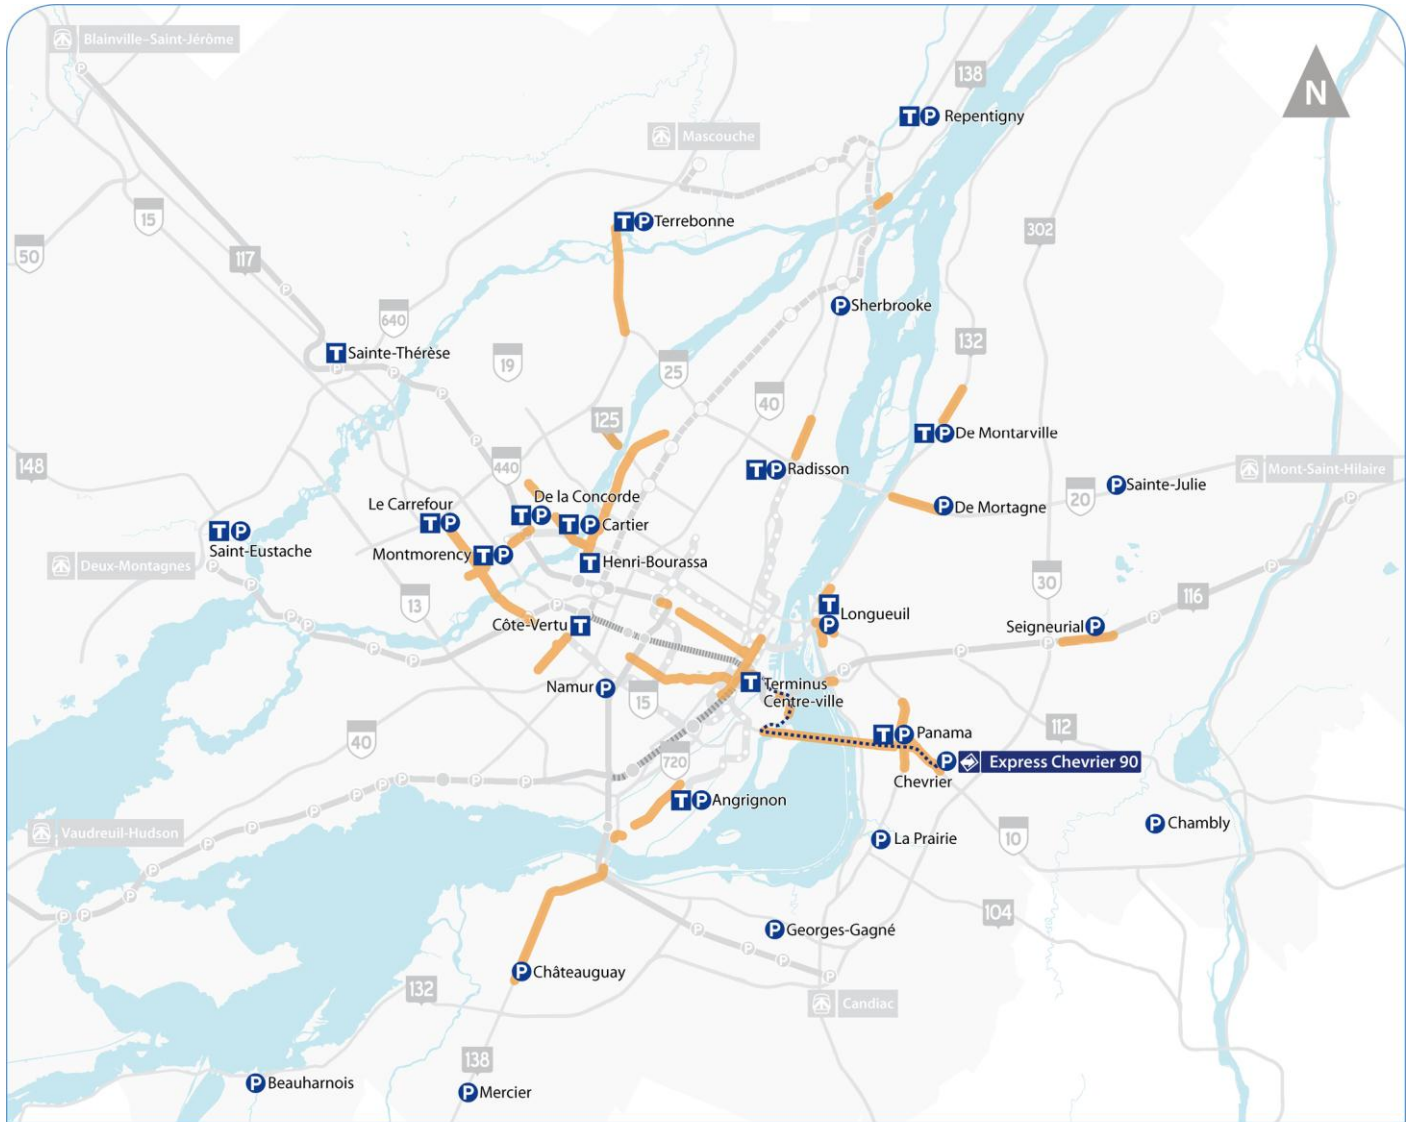 Blainville–Saint-Jérôme
N
138
T P Repentigny
Mascouche
15
T P Terrebonne
302
50
117
P Sherbrooke
640
T Sainte-Thérèse
19
132
25
40
125
T P De Montarville
148
440
T P Radisson
Mont-Saint-Hilaire
P Sainte-Julie
20
De la Concorde
Le Carrefour
P De Mortagne
T P
T P
T P Cartier
T P
Saint-Eustache
Montmorency T P
T Henri-Bourassa
Deux-Montagnes
30
13
116
T
Longueuil
P
Côte-Vertu T
Seigneurial P
Namur P
T Terminus
Centre-ville
15
112
40
T P Panama
720
P Express Chevrier 90
Chevrier
T P Angrignon
Vaudreuil-Hudson
P Chambly
P La Prairie
10
104
P Georges-Gagné
P Châteauguay
132
Candiac
138
P Beauharnois
P Mercier